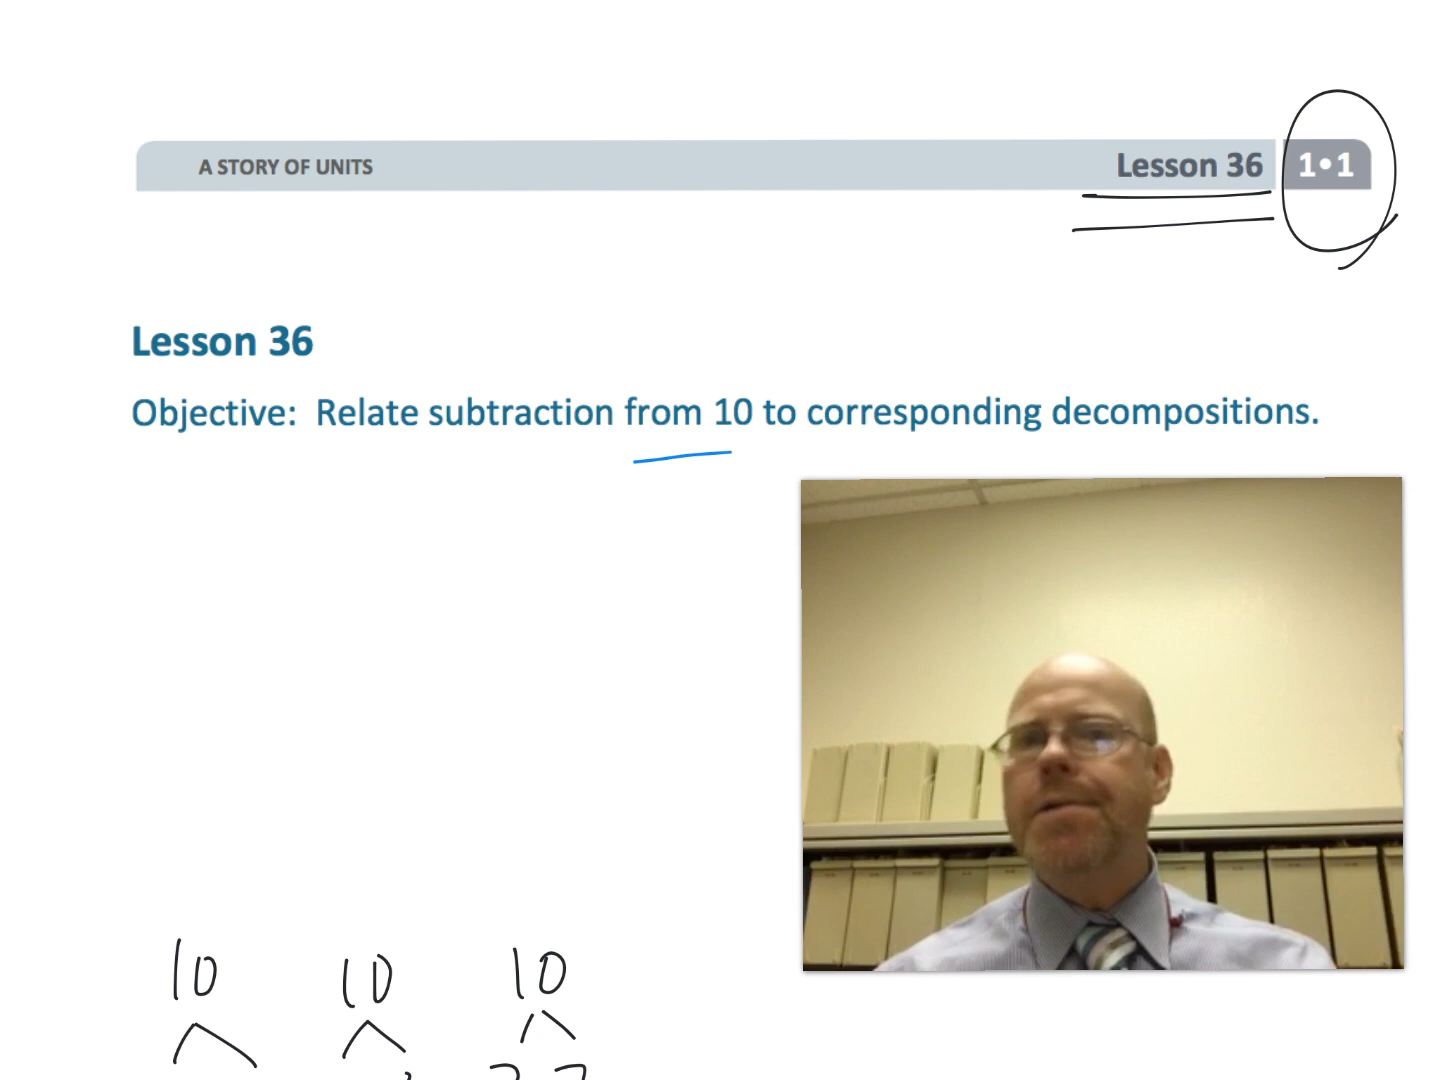 A STORY OF UNITS Lesson 36 1•1
Lesson 36
Objective: Relate subtraction from 10 to corresponding decompositions.
10 10 10